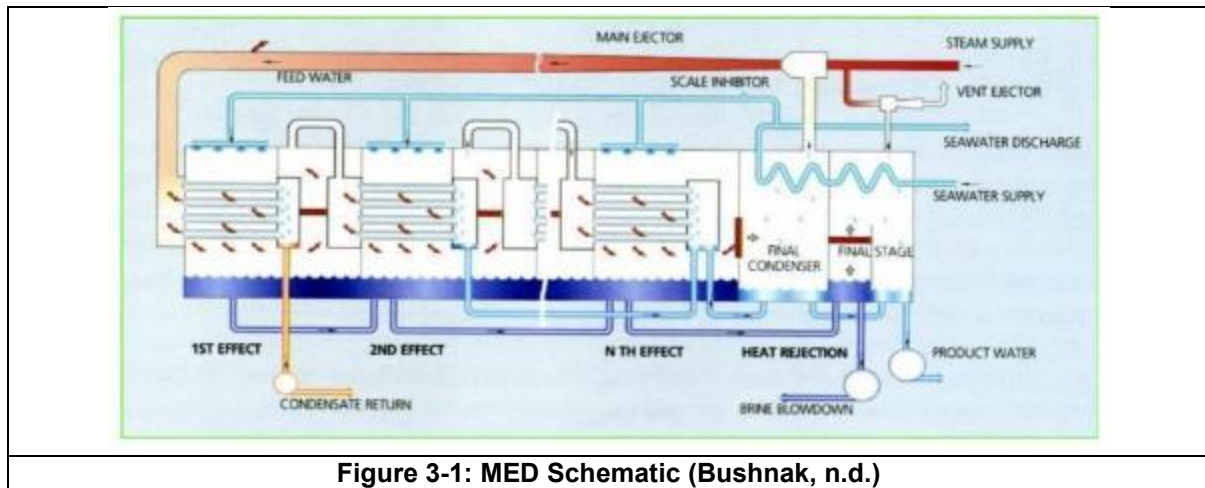 MAIN EJECTOR
STEAM SUPPLY
FEED WATER
SCALE INHIBITOR
VENT EJECTOR
SEAWATER DISCHARGE
SEAWATER SUPPLY
FINAL CONDENSER
FINAL STAGE
1ST EFFECT
2ND EFFECT
N TH EFFECT
HEAT REJECTION
PRODUCT WATER
CONDENSATE RETURN
BRINE BLOWDOWN
Figure 3-1: MED Schematic (Bushnak, n.d.)